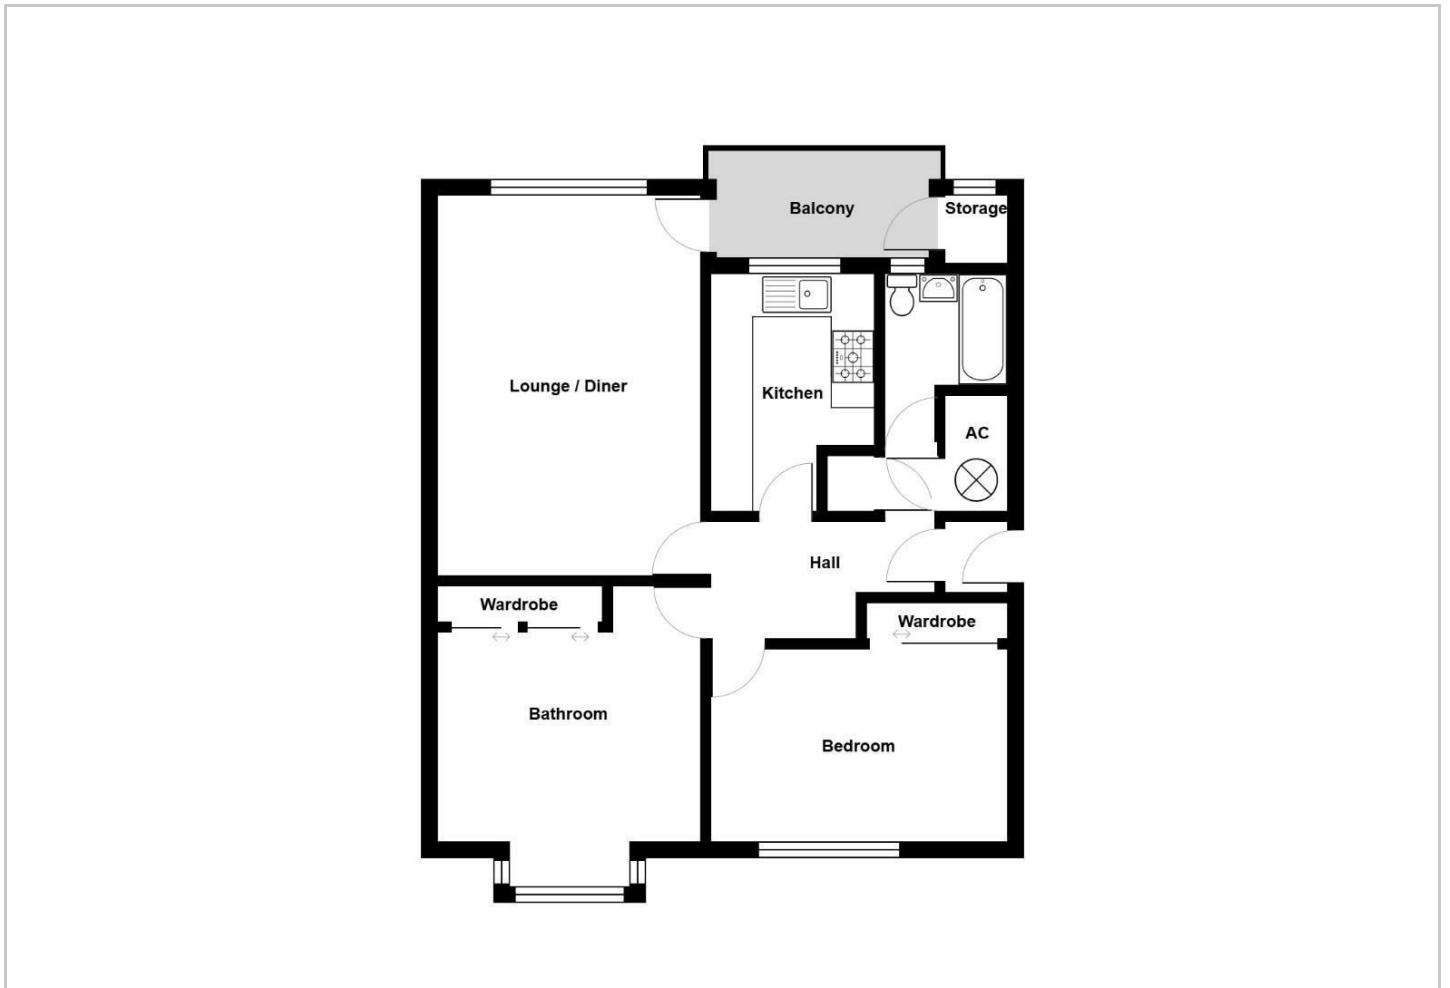 Balcony
Storage
Lounge / Diner
Kitchen
AC
Hall
Wardrobe
Wardrobe
Bathroom
Bedroom